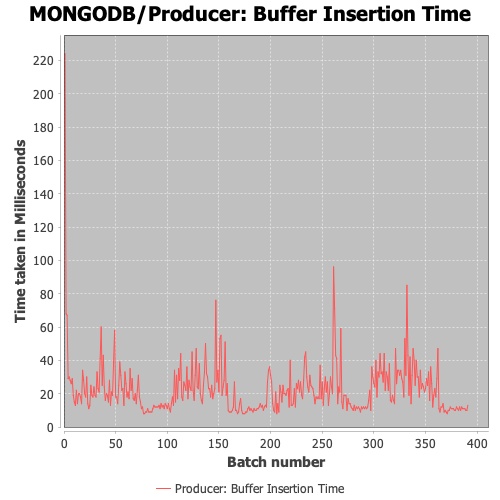 MONGODB/Producer: Buffer Insertion Time
Time taken in Milliseconds
220
200
180
160
140
120
100
80
60
40
20
0
0 50 100 150 200 250 300 350 400
Batch number
Producer: Buffer Insertion Time